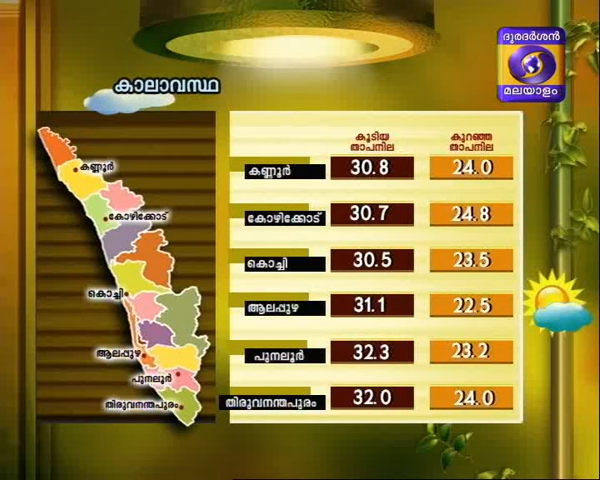 ദൂരദർശൻ
മലയാളം
കാലാവസ്ഥ
കൂടിയ താപനില
കുറഞ്ഞ താപനില
കണ്ണൂർ 30.8 24.0
കോഴിക്കോട് 30.7 24.8
കൊച്ചി 30.5 23.5
ആലപ്പുഴ 31.1 22.5
പുനലൂർ 32.3 23.2
തിരുവനന്തപുരം 32.0 24.0
കണ്ണൂർ
കോഴിക്കോട്
കൊച്ചി
ആലപ്പുഴ
പുനലൂർ
തിരുവനന്തപുരം